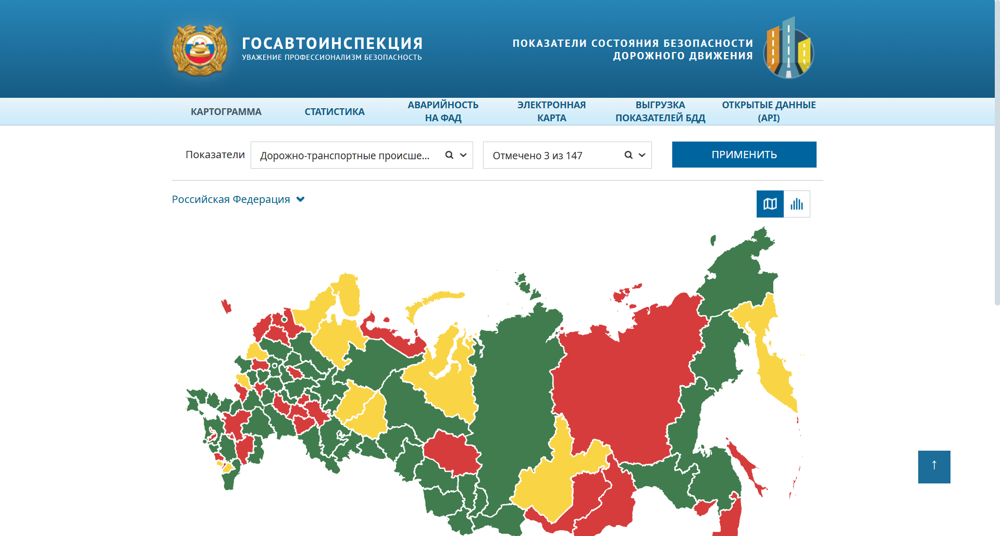 ГОСАВТОИНСПЕКЦИЯ
УВАЖЕНИЕ ПРОФЕССИОНАЛИЗМ БЕЗОПАСНОСТЬ
ПОКАЗАТЕЛИ СОСТОЯНИЯ БЕЗОПАСНОСТИ
ДОРОЖНОГО ДВИЖЕНИЯ
КАРТОГРАММА
СТАТИСТИКА
АВАРИЙНОСТЬ
НА ФАД
ЭЛЕКТРОННАЯ
КАРТА
ВЫГРУЗКА
ПОКАЗАТЕЛЕЙ БДД
ОТКРЫТЫЕ ДАННЫЕ
(API)
Показатели
Дорожно-транспортные происше...
Отмечено 3 из 147
ПРИМЕНИТЬ
Российская Федерация
↑